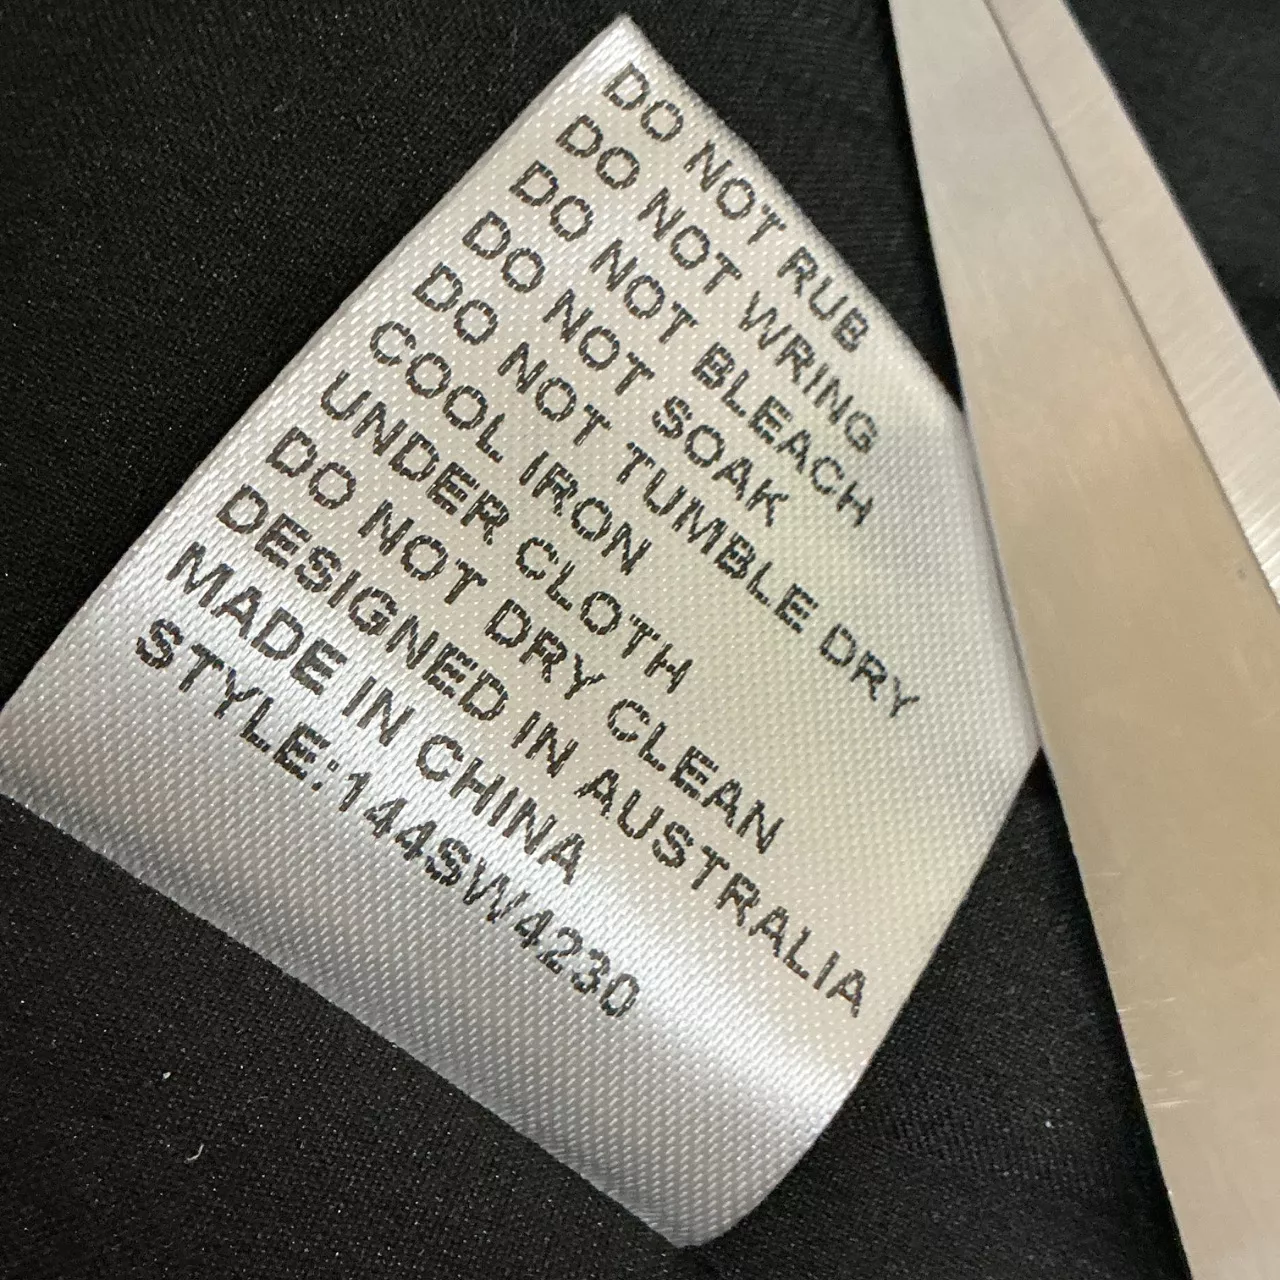 DO NOT RUB
DO NOT WRING
DO NOT BLEACH
DO NOT SOAK
DO NOT TUMBLE DRY
COOL IRON
UNDER CLOTH
DO NOT DRY CLEAN
DESIGNED IN AUSTRALIA
MADE IN CHINA
STYLE:144SW4230